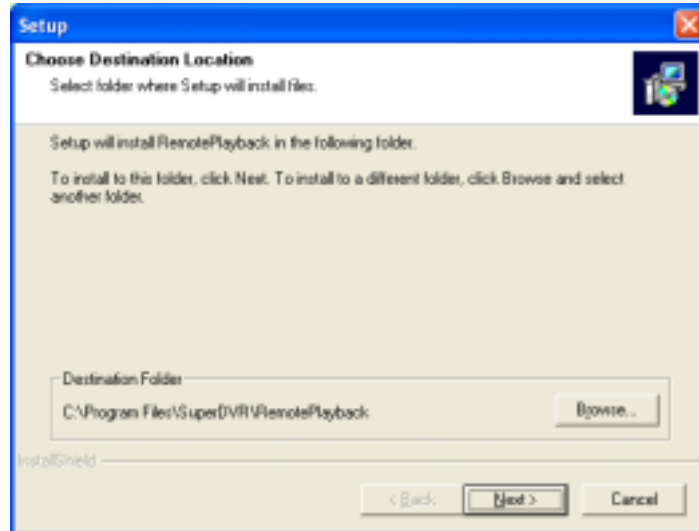 Setup
Choose Destination Location
Select folder where Setup will install files.
Setup will install RemotePlayback in the following folder.
To install to this folder, click Next. To install to a different folder, click Browse and select
another folder.
Destination Folder
C:\Program Files\SuperDVR\RemotePlayback
Browse...
InstallShield
< Back
Next >
Cancel